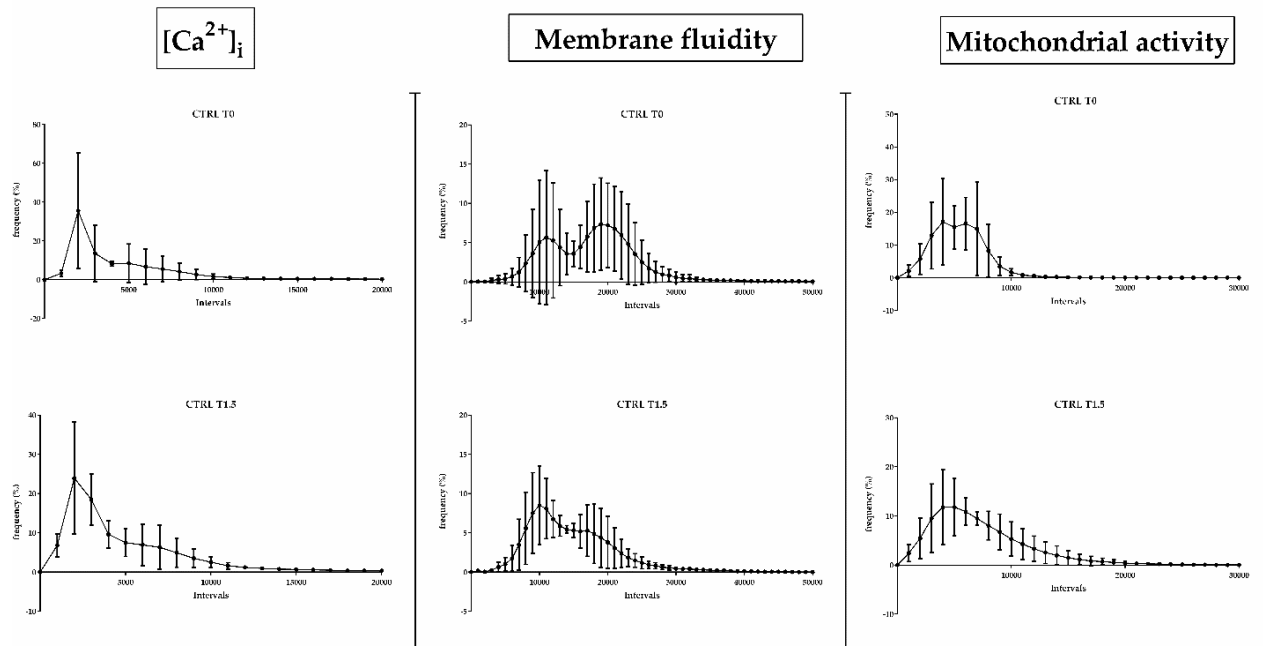 [Ca²⁺]ᵢ
Membrane fluidity
Mitochondrial activity
CTRL T0
80
60
40
20
0
-20
frequency (%)
5000
10000
15000
20000
Intervals
CTRL T0
20
15
10
5
0
-5
frequency (%)
10000
20000
30000
40000
50000
Intervals
CTRL T0
50
40
30
20
10
0
-10
frequency (%)
10000
20000
30000
Intervals
CTRL T1.5
40
30
20
10
0
-10
frequency (%)
5000
10000
15000
20000
Intervals
CTRL T1.5
20
15
10
5
0
-5
frequency (%)
10000
20000
30000
40000
50000
Intervals
CTRL T1.5
30
20
10
0
-10
frequency (%)
10000
20000
30000
Intervals